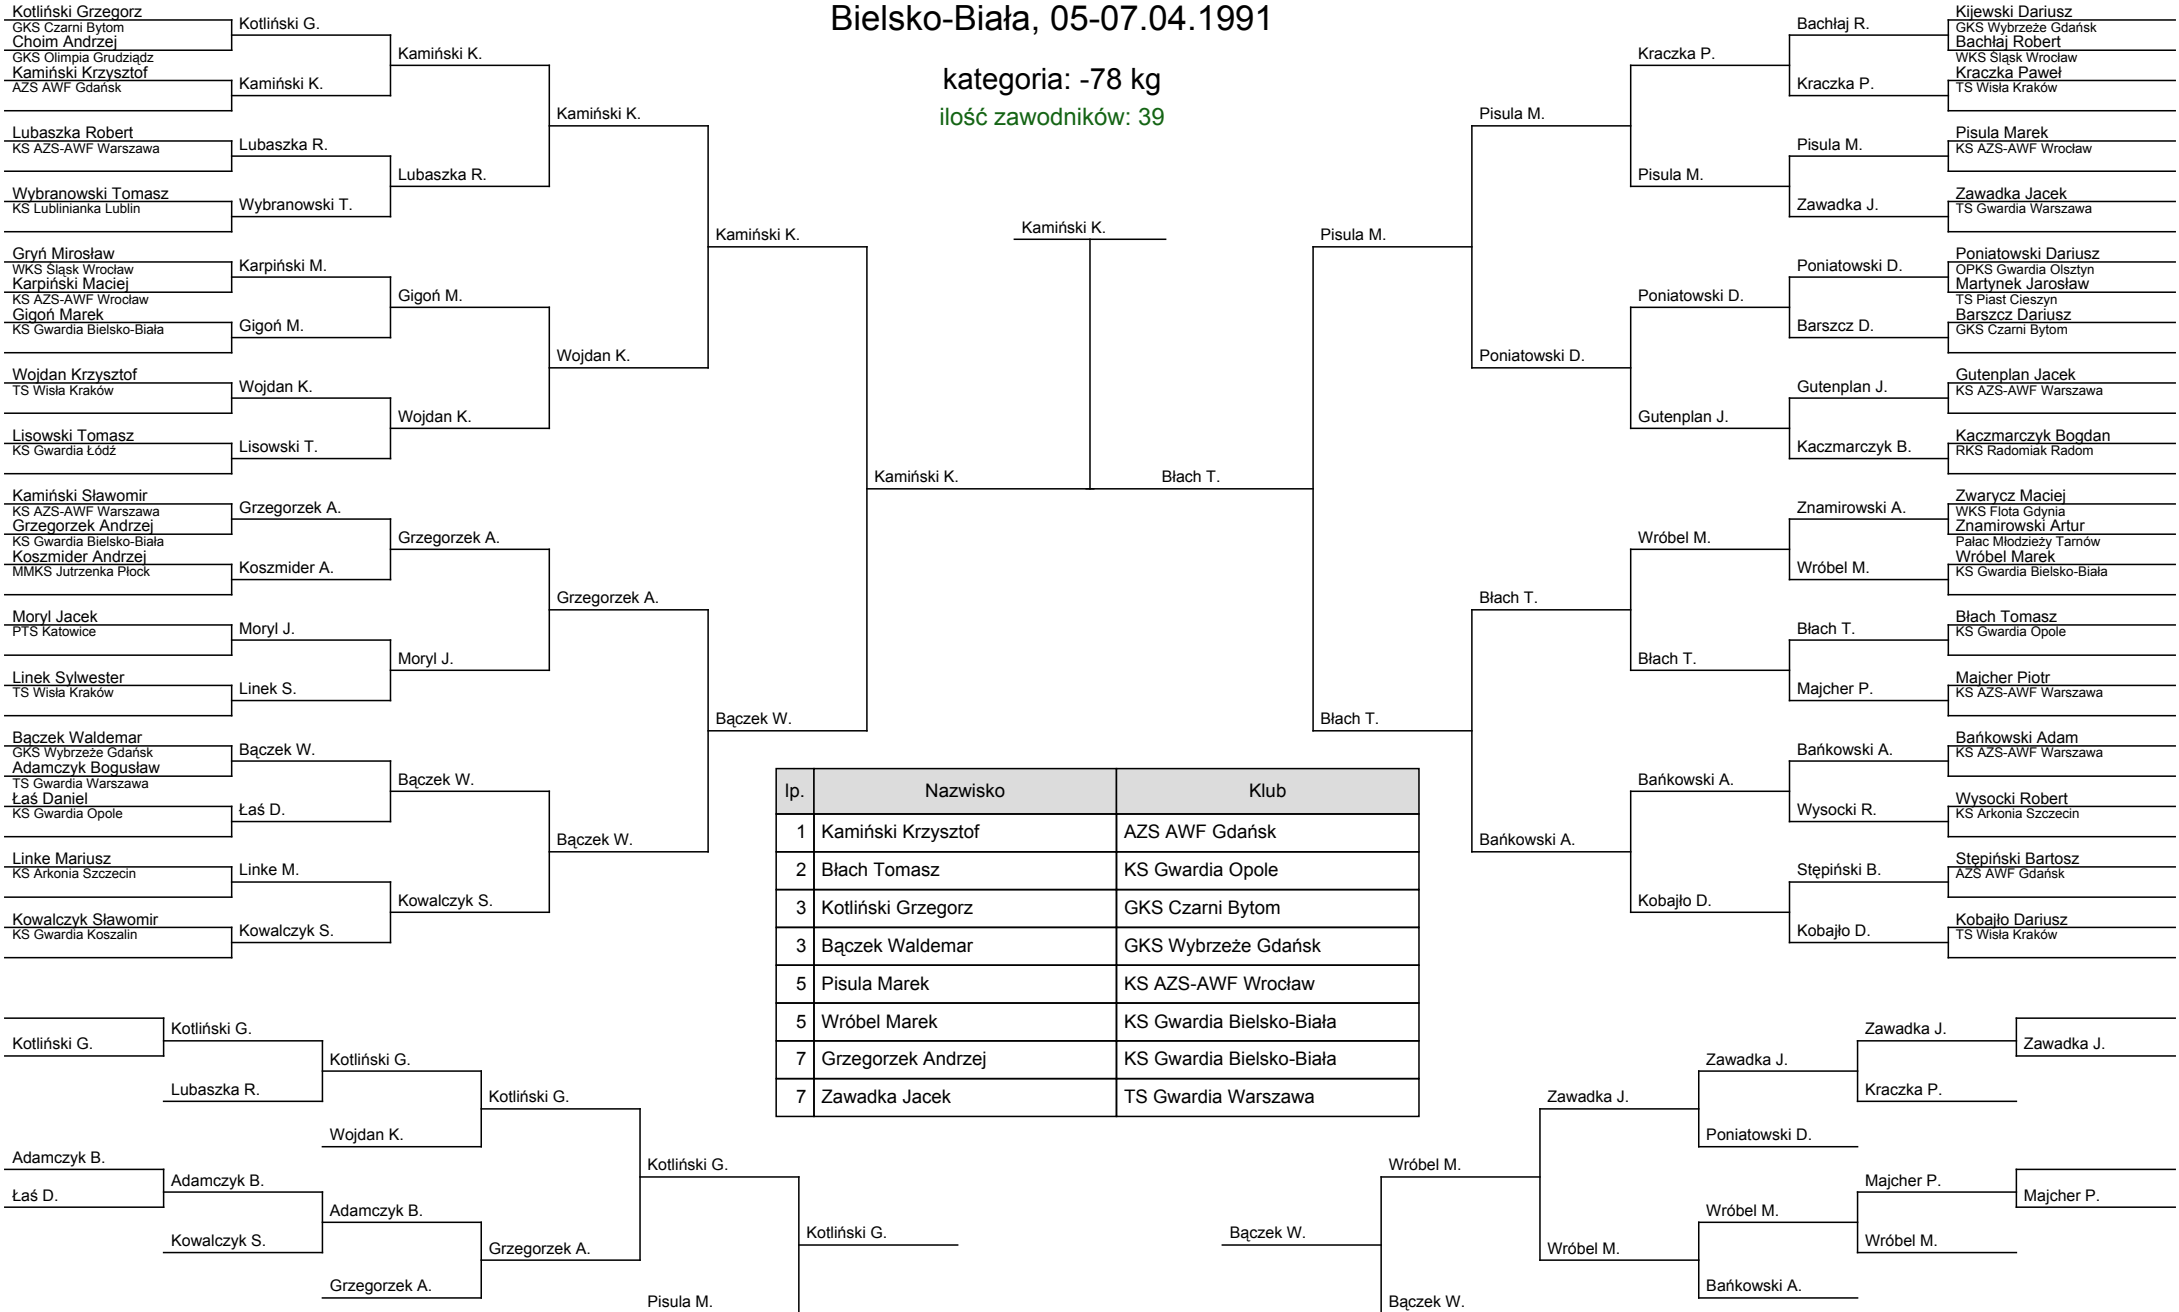 Bielsko-Biała, 05-07.04.1991
kategoria: -78 kg
ilość zawodników: 39
Kotliński Grzegorz
GKS Czarni Bytom
Choim Andrzej
GKS Olimpia Grudziądz
Kamiński Krzysztof
AZS AWF Gdańsk
Lubaszka Robert
KS AZS-AWF Warszawa
Wybranowski Tomasz
KS Lublinianka Lublin
Gryń Mirosław
WKS Śląsk Wrocław
Karpiński Maciej
KS AZS-AWF Wrocław
Gigoń Marek
KS Gwardia Bielsko-Biała
Wojdan Krzysztof
TS Wisła Kraków
Lisowski Tomasz
KS Gwardia Łódź
Kamiński Sławomir
KS AZS-AWF Warszawa
Grzegorzek Andrzej
KS Gwardia Bielsko-Biała
Koszmider Andrzej
MMKS Jutrzenka Płock
Moryl Jacek
PTS Katowice
Linek Sylwester
TS Wisła Kraków
Bączek Waldemar
GKS Wybrzeże Gdańsk
Adamczyk Bogusław
TS Gwardia Warszawa
Łaś Daniel
KS Gwardia Opole
Linke Mariusz
KS Arkonia Szczecin
Kowalczyk Sławomir
KS Gwardia Koszalin
Kotliński G.
Kamiński K.
Lubaszka R.
Wybranowski T.
Karpiński M.
Gigoń M.
Wojdan K.
Lisowski T.
Grzegorzek A.
Koszmider A.
Moryl J.
Linek S.
Bączek W.
Łaś D.
Linke M.
Kowalczyk S.
Kamiński K.
Lubaszka R.
Gigoń M.
Wojdan K.
Grzegorzek A.
Moryl J.
Bączek W.
Kowalczyk S.
Kamiński K.
Wojdan K.
Grzegorzek A.
Bączek W.
Kamiński K.
Bączek W.
Kamiński K.
Kamiński K.
Błach T.
Pisula M.
Błach T.
Pisula M.
Poniatowski D.
Błach T.
Bańkowski A.
Kraczka P.
Pisula M.
Poniatowski D.
Gutenplan J.
Wróbel M.
Błach T.
Bańkowski A.
Kobajło D.
Bachłaj R.
Kraczka P.
Pisula M.
Zawadka J.
Poniatowski D.
Barszcz D.
Gutenplan J.
Kaczmarczyk B.
Znamirowski A.
Wróbel M.
Błach T.
Majcher P.
Bańkowski A.
Wysocki R.
Stępiński B.
Kobajło D.
Kijewski Dariusz
GKS Wybrzeże Gdańsk
Bachłaj Robert
WKS Śląsk Wrocław
Kraczka Paweł
TS Wisła Kraków
Pisula Marek
KS AZS-AWF Wrocław
Zawadka Jacek
TS Gwardia Warszawa
Poniatowski Dariusz
OPKS Gwardia Olsztyn
Martynek Jarosław
TS Piast Cieszyn
Barszcz Dariusz
GKS Czarni Bytom
Gutenplan Jacek
KS AZS-AWF Warszawa
Kaczmarczyk Bogdan
RKS Radomiak Radom
Zwarycz Maciej
WKS Flota Gdynia
Znamirowski Artur
Pałac Młodzieży Tarnów
Wróbel Marek
KS Gwardia Bielsko-Biała
Błach Tomasz
KS Gwardia Opole
Majcher Piotr
KS AZS-AWF Warszawa
Bańkowski Adam
KS AZS-AWF Warszawa
Wysocki Robert
KS Arkonia Szczecin
Stępiński Bartosz
AZS AWF Gdańsk
Kobajło Dariusz
TS Wisła Kraków
lp. Nazwisko Klub
1 Kamiński Krzysztof AZS AWF Gdańsk
2 Błach Tomasz KS Gwardia Opole
3 Kotliński Grzegorz GKS Czarni Bytom
3 Bączek Waldemar GKS Wybrzeże Gdańsk
5 Pisula Marek KS AZS-AWF Wrocław
5 Wróbel Marek KS Gwardia Bielsko-Biała
7 Grzegorzek Andrzej KS Gwardia Bielsko-Biała
7 Zawadka Jacek TS Gwardia Warszawa
Kotliński G.
Adamczyk B.
Łaś D.
Kotliński G.
Lubaszka R.
Adamczyk B.
Kowalczyk S.
Kotliński G.
Wojdan K.
Adamczyk B.
Grzegorzek A.
Kotliński G.
Grzegorzek A.
Kotliński G.
Pisula M.
Kotliński G.
Bączek W.
Wróbel M.
Bączek W.
Zawadka J.
Wróbel M.
Zawadka J.
Poniatowski D.
Wróbel M.
Bańkowski A.
Zawadka J.
Kraczka P.
Majcher P.
Wróbel M.
Zawadka J.
Majcher P.